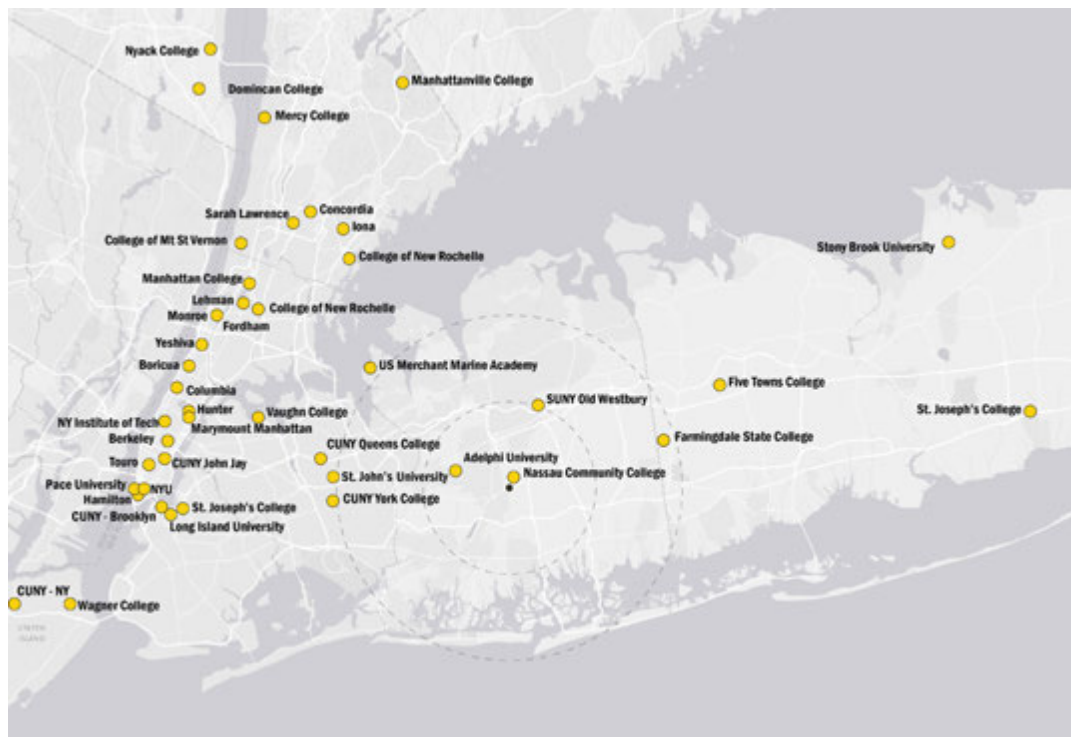 Nyack College
Manhattanville College
Domincan College
Mercy College
Concordia
Sarah Lawrence
Iona
College of Mt St Vernon
Stony Brook University
College of New Rochelle
Manhattan College
Lehman
College of New Rochelle
Monroe
Fordham
Yeshiva
Boricua
US Merchant Marine Academy
Five Towns College
Columbia
SUNY Old Westbury
Hunter
Vaughn College
St. Joseph's College
NY Institute of Tech
Marymount Manhattan
Berkeley
Farmingdale State College
CUNY Queens College
Adelphi University
Touro
CUNY John Jay
St. John's University
Nassau Community College
Pace University
NYU
Hamilton
CUNY York College
St. Joseph's College
CUNY - Brooklyn
Long Island University
CUNY - NY
Wagner College
STATEN
ISLAND